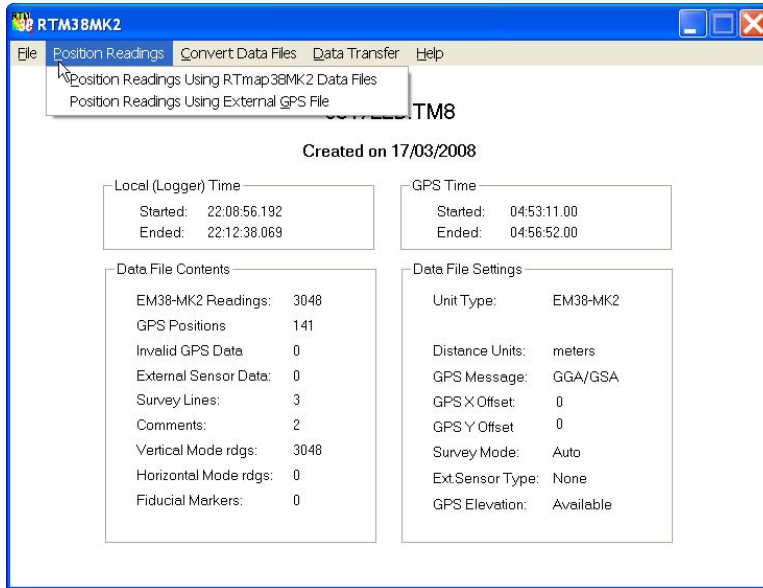 RTM38MK2
File Position Readings Convert Data Files Data Transfer Help
Position Readings Using RTmap38MK2 Data Files
Position Readings Using External GPS File
.TM8
Created on 17/03/2008
Local (Logger) Time
Started: 22:08:56.192
Ended: 22:12:38.069
GPS Time
Started: 04:53:11.00
Ended: 04:56:52.00
Data File Contents
EM38-MK2 Readings: 3048
GPS Positions 141
Invalid GPS Data 0
External Sensor Data: 0
Survey Lines: 3
Comments: 2
Vertical Mode rdgs: 3048
Horizontal Mode rdgs: 0
Fiducial Markers: 0
Data File Settings
Unit Type: EM38-MK2
Distance Units: meters
GPS Message: GGA/GSA
GPS X Offset: 0
GPS Y Offset 0
Survey Mode: Auto
Ext.Sensor Type: None
GPS Elevation: Available